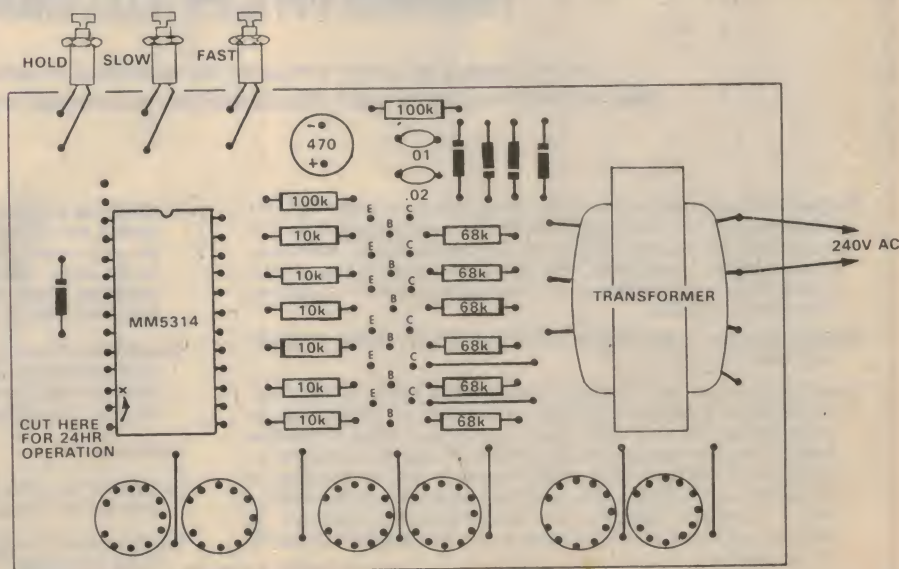 HOLD SLOW FAST
100k
- 470 +
01
.02
100k
E C
B
10k
68k
E C
B
10k
68k
E C
B
10k
68k
E C
B
10k
68k
E C
B
10k
68k
E C
B
10k
68k
MM5314
x
CUT HERE
FOR 24HR
OPERATION
TRANSFORMER
240V AC